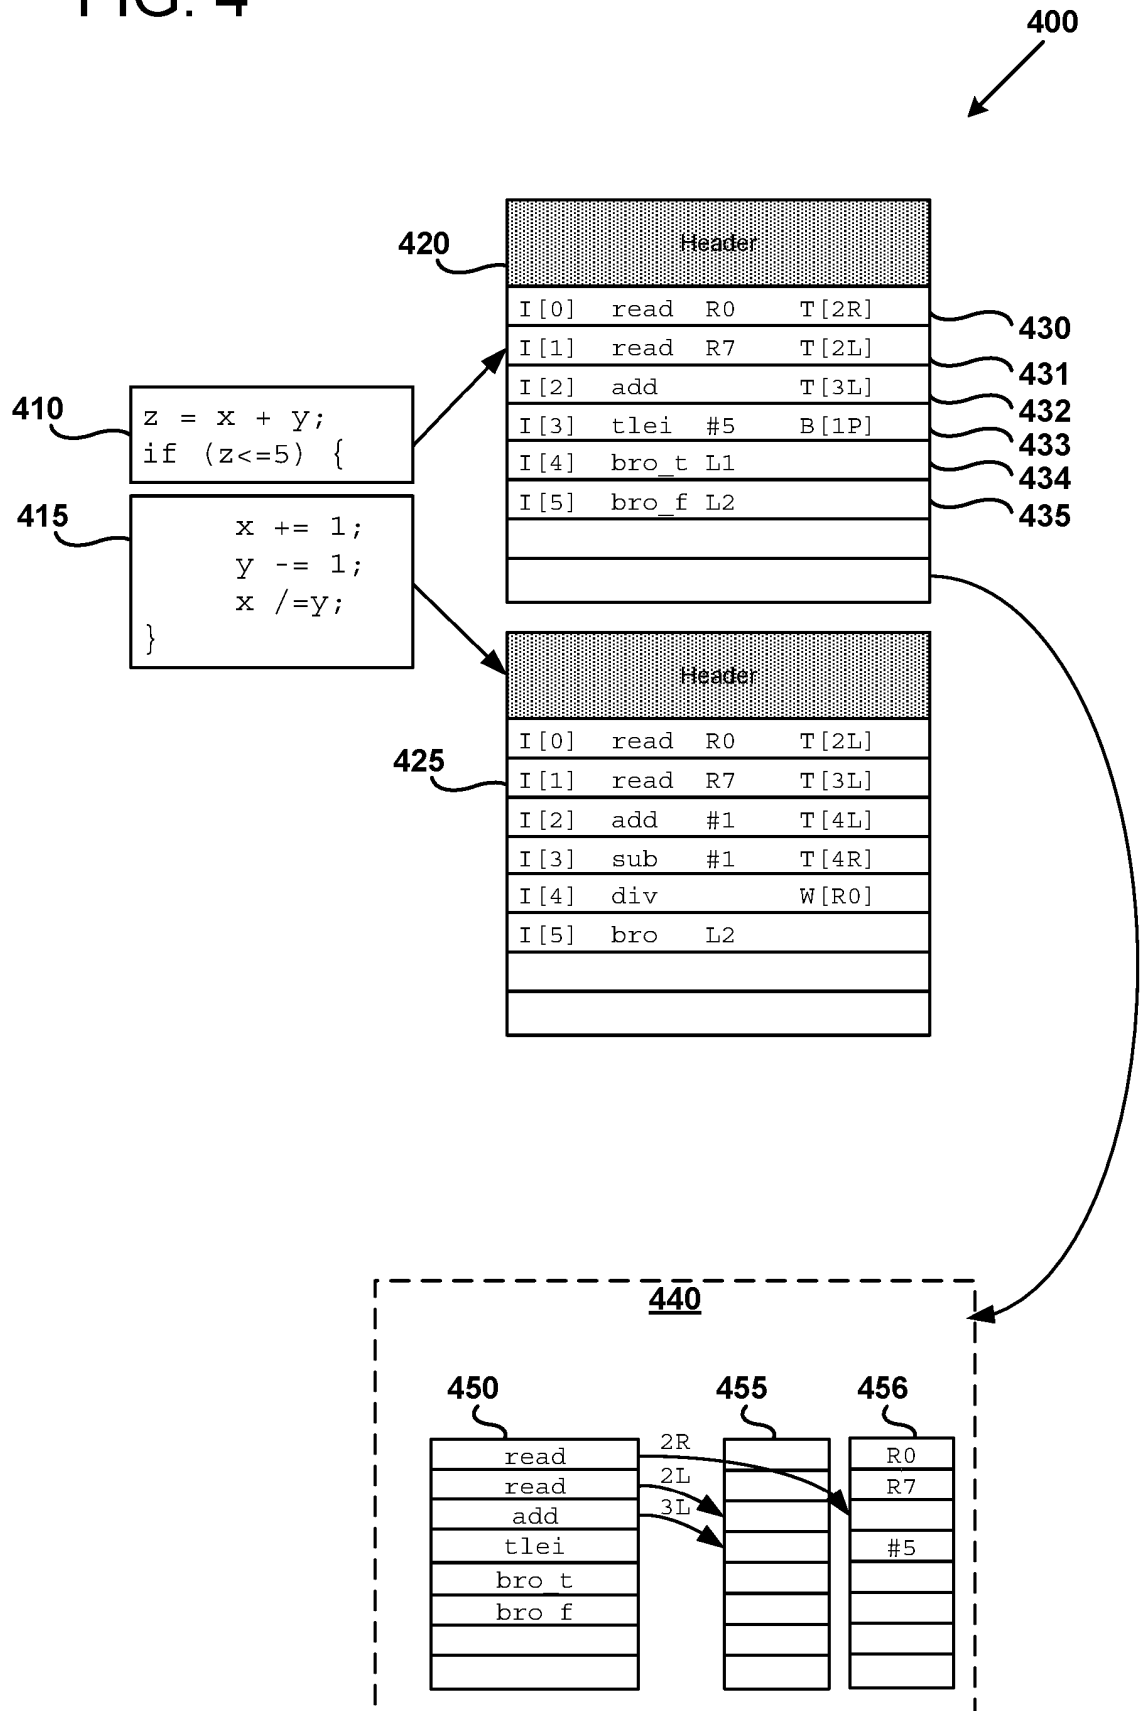 FIG. 4
400
420
Header
I[0] read R0 T[2R]
430
I[1] read R7 T[2L]
431
I[2] add T[3L]
432
I[3] tlei #5 B[1P]
433
I[4] bro_t L1
434
I[5] bro_f L2
435
410
z = x + y;
if (z<=5) {
415
x += 1;
y -= 1;
x /=y;
}
Header
425
I[0] read R0 T[2L]
I[1] read R7 T[3L]
I[2] add #1 T[4L]
I[3] sub #1 T[4R]
I[4] div W[R0]
I[5] bro L2
440
450
455
456
read
2R
R0
read
2L
R7
add
3L
tlei
#5
bro_t
bro f